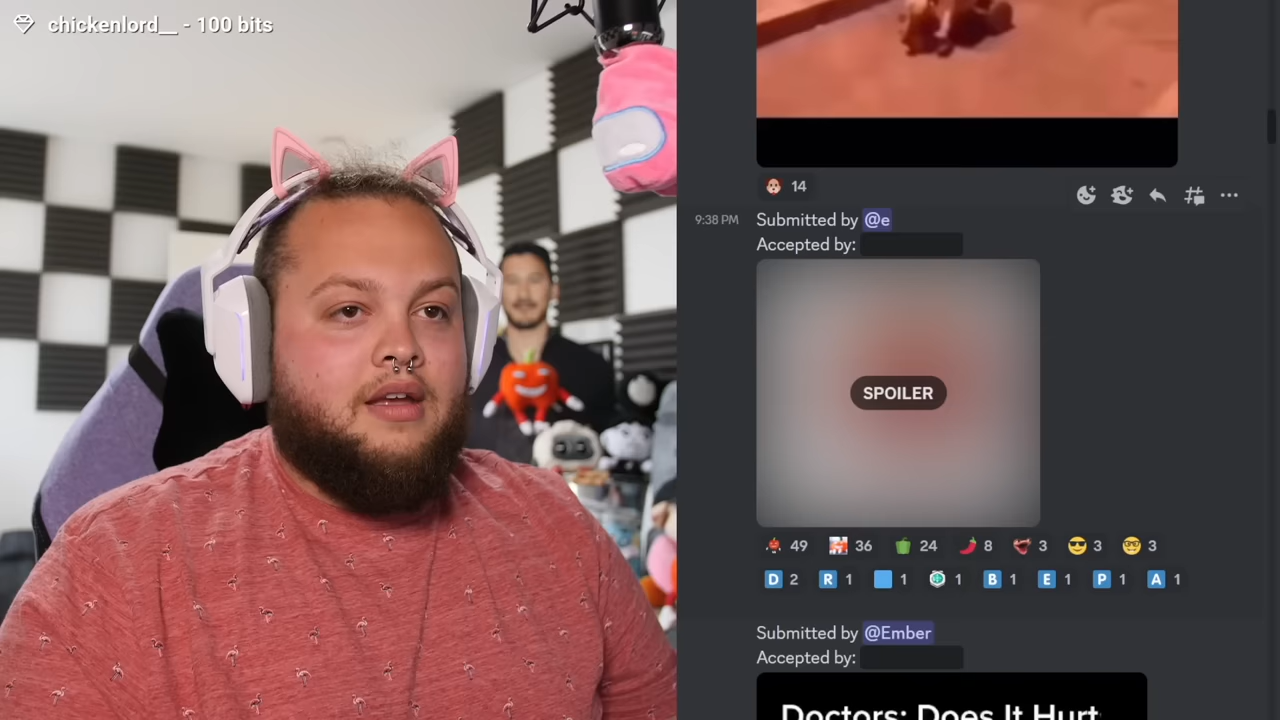 chickenlord__ - 100 bits
14
9:38 PM
Submitted by @e
Accepted by:
SPOILER
49 36 24 8 3 3 3
D 2 R 1 1 1 B 1 E 1 P 1 A 1
Submitted by @Ember
Accepted by:
Doctors: Does It Hurt